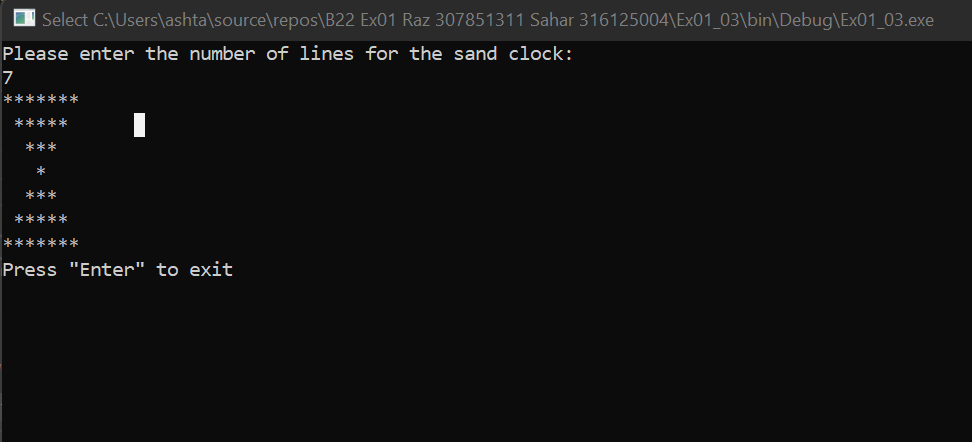 Select C:\Users\ashta\source\repos\B22 Ex01 Raz 307851311 Sahar 316125004\Ex01_03\bin\Debug\Ex01_03.exe
Please enter the number of lines for the sand clock:
7
*******
 *****
  ***
   *
  ***
 *****
*******
Press "Enter" to exit